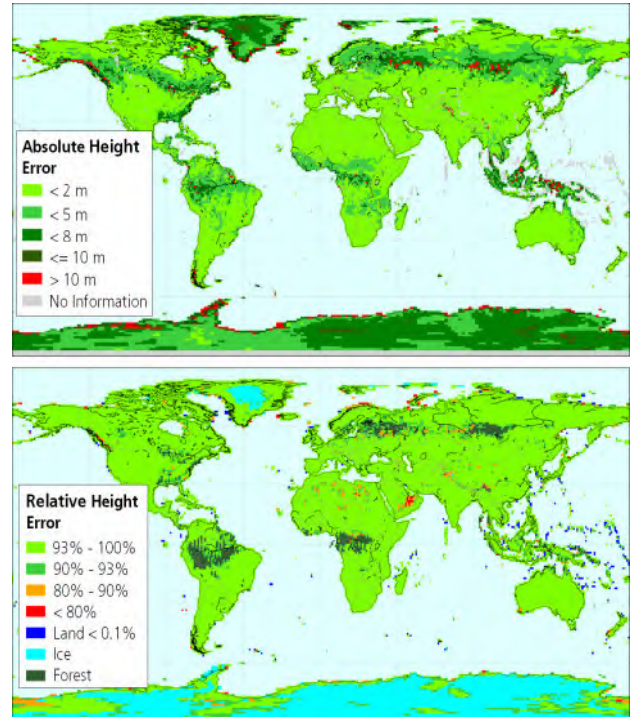 Absolute Height
Error
< 2 m
< 5 m
< 8 m
<= 10 m
> 10 m
No Information
Relative Height
Error
93% - 100%
90% - 93%
80% - 90%
< 80%
Land < 0.1%
Ice
Forest